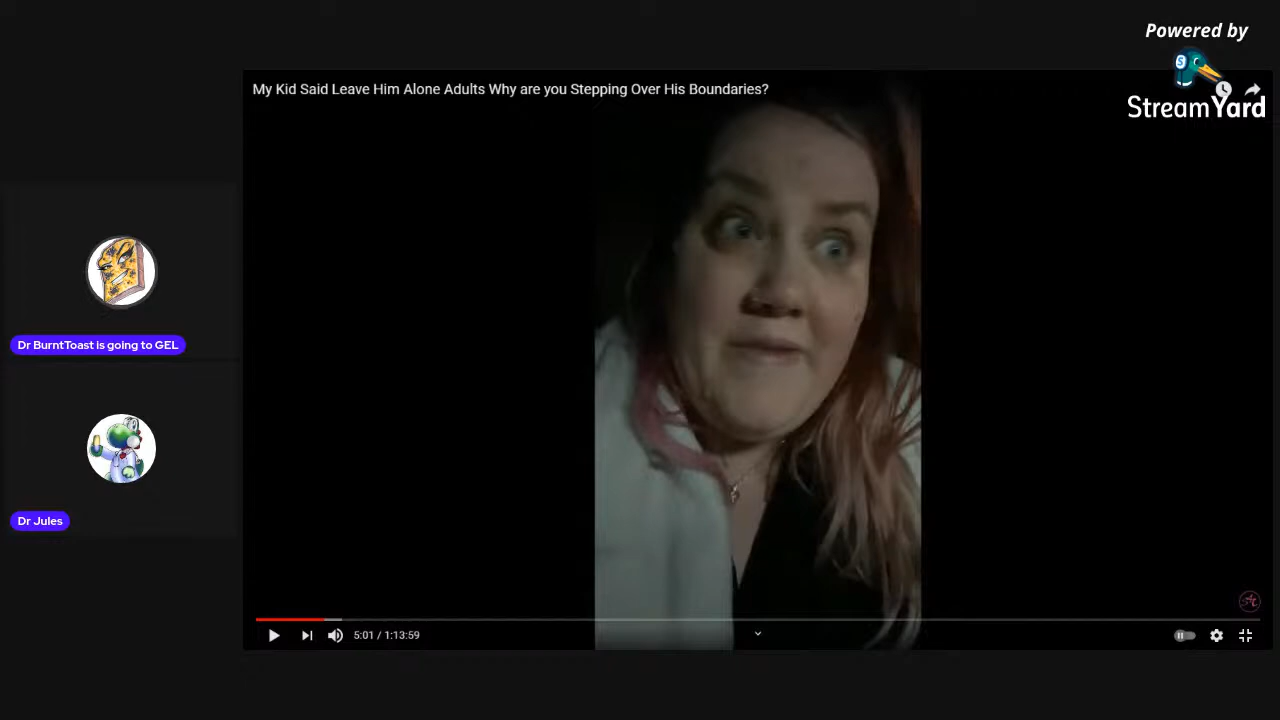 Powered by
StreamYard
My Kid Said Leave Him Alone Adults Why are you Stepping Over His Boundaries?
Dr BurntToast is going to GEL
Dr Jules
5:01 / 1:13:59